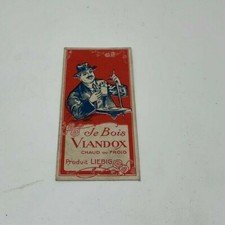 Je Bois
VIANDOX
CHAUD OU FROID
Produit LIEBIG